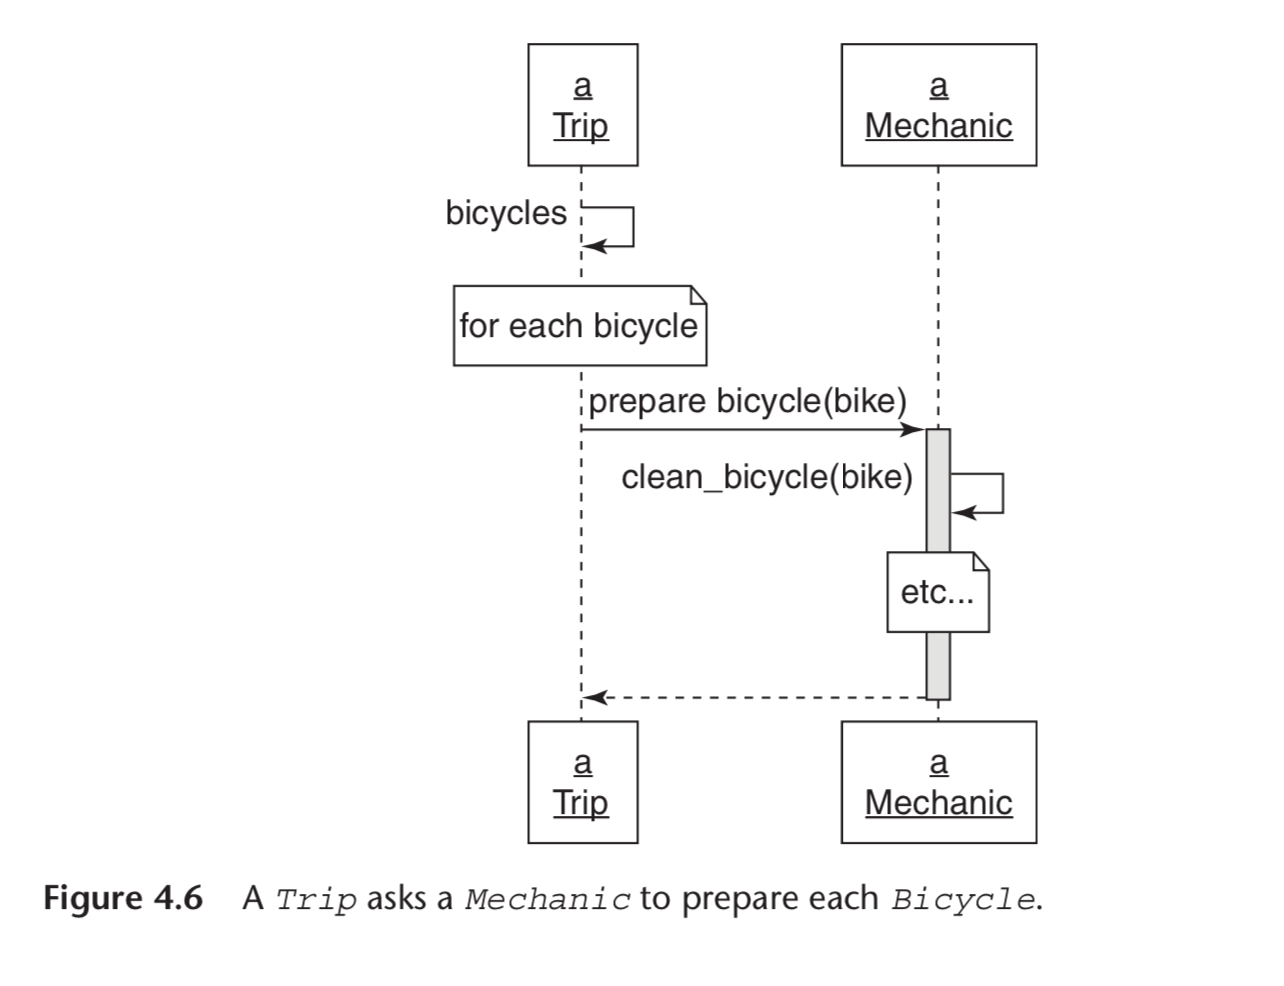 a
Trip
a
Mechanic
bicycles
for each bicycle
prepare bicycle(bike)
clean_bicycle(bike)
etc...
a
Trip
a
Mechanic
Figure 4.6 A Trip asks a Mechanic to prepare each Bicycle.